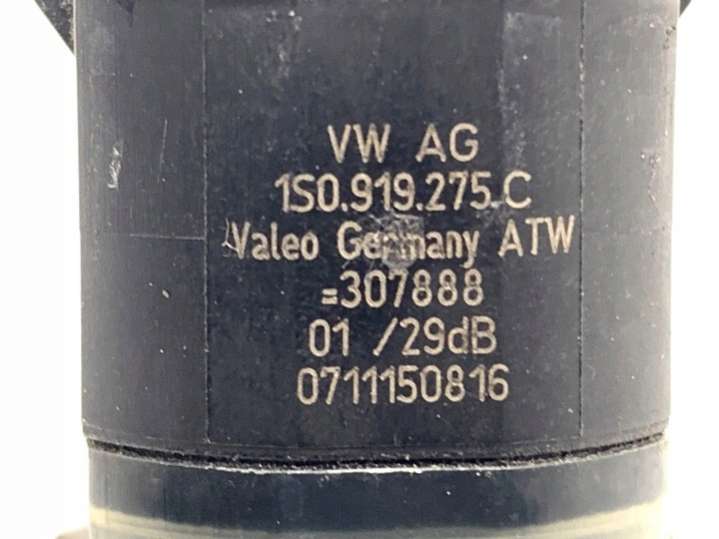 VW AG
1S0.919.275.C
Valeo Germany ATW
=307888
01 /29dB
0711150816